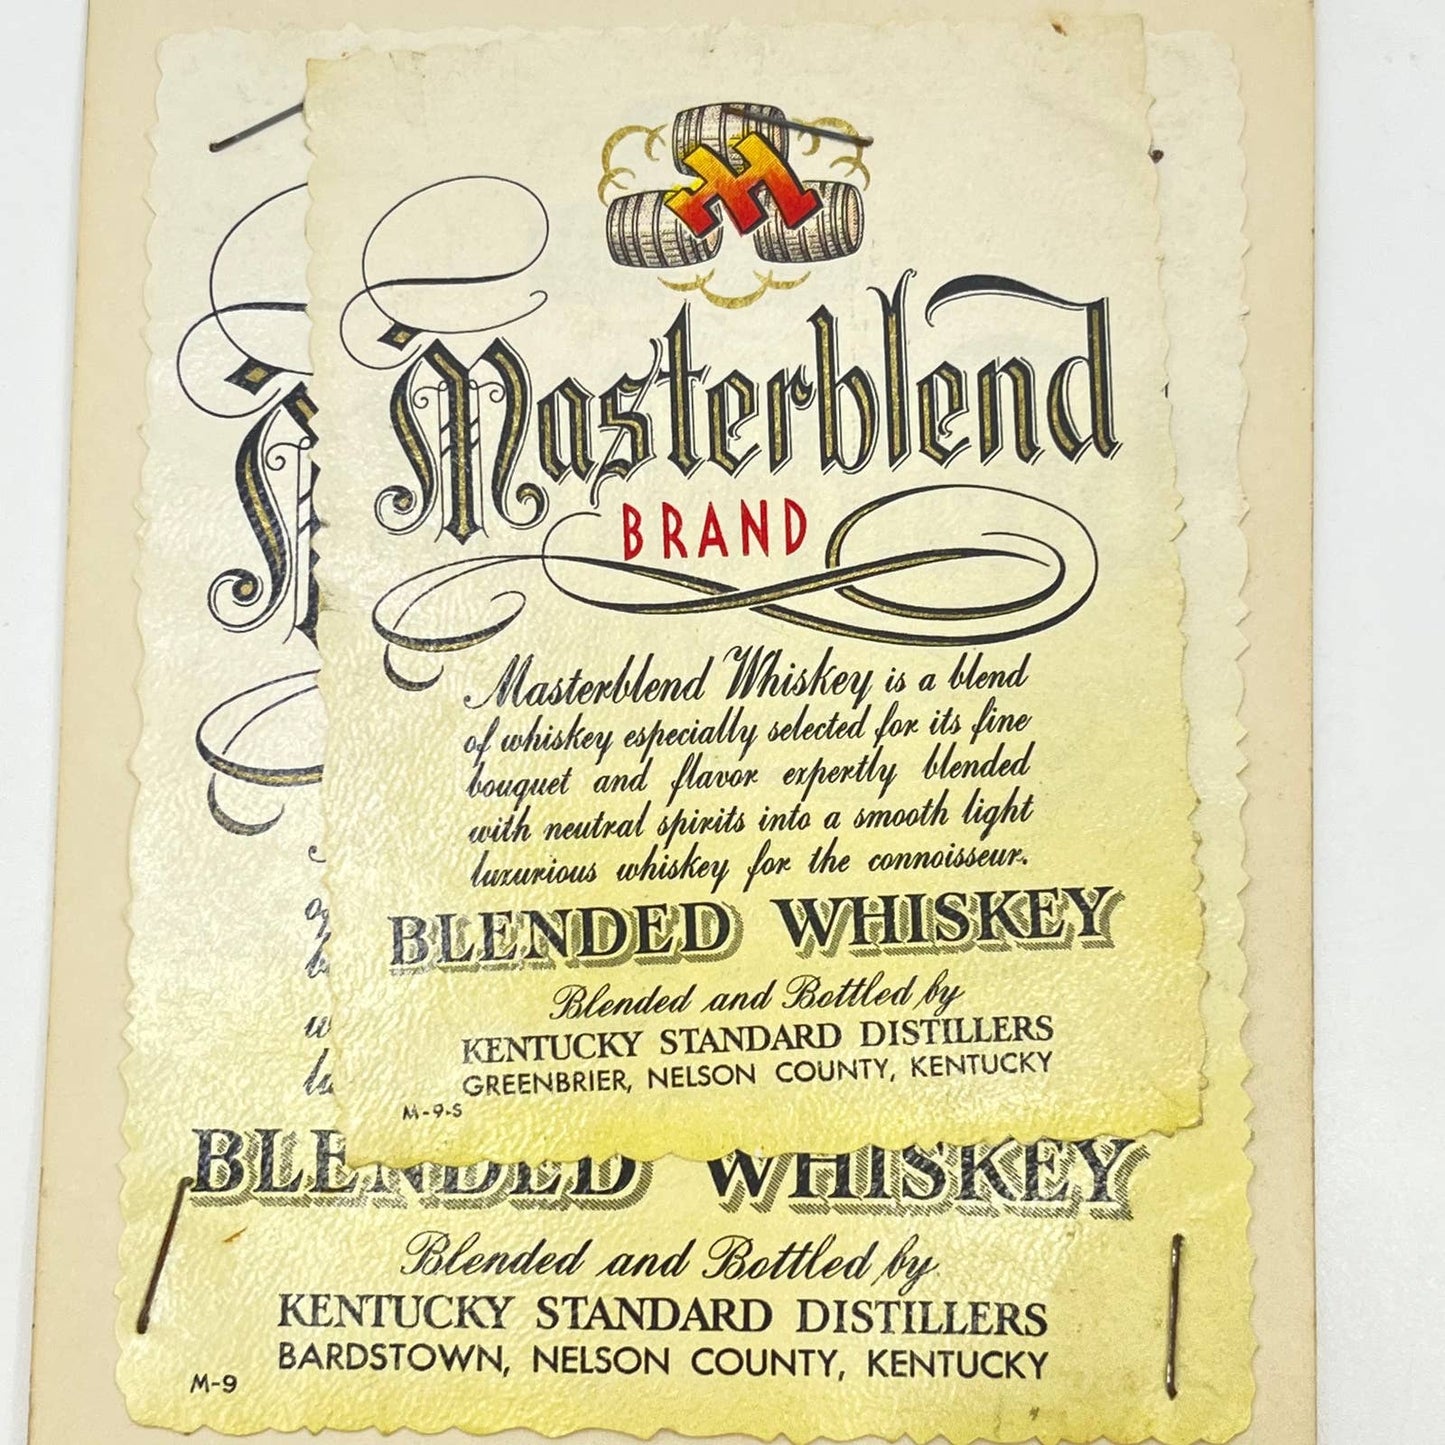 Masterblend
BRAND
Masterblend Whiskey is a blend
of whiskey especially selected for its fine
bouquet and flavor expertly blended
with neutral spirits into a smooth light
luxurious whiskey for the connoisseur.
BLENDED WHISKEY
Blended and Bottled by
KENTUCKY STANDARD DISTILLERS
GREENBRIER, NELSON COUNTY, KENTUCKY
M-9-S
BLENDED WHISKEY
Blended and Bottled by
KENTUCKY STANDARD DISTILLERS
BARDSTOWN, NELSON COUNTY, KENTUCKY
M-9